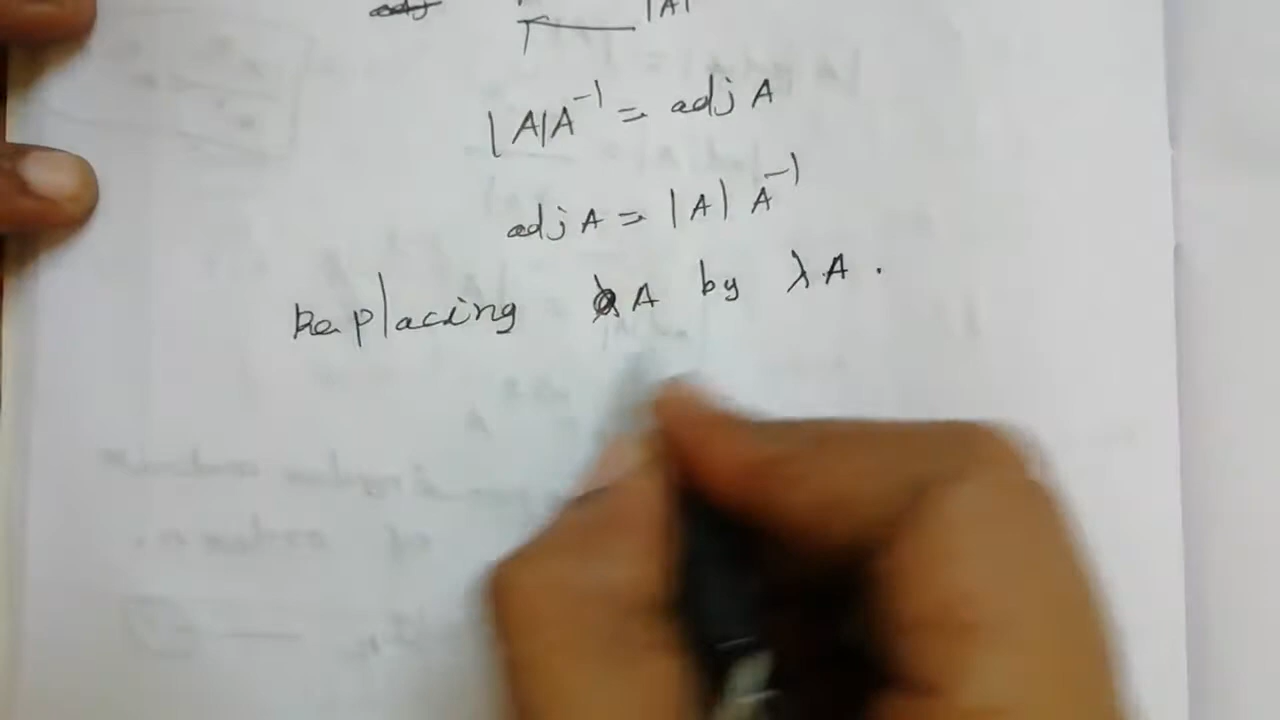 |A|
|A|A⁻¹ = adj A
adj A = |A| A⁻¹
Replacing A by λA.